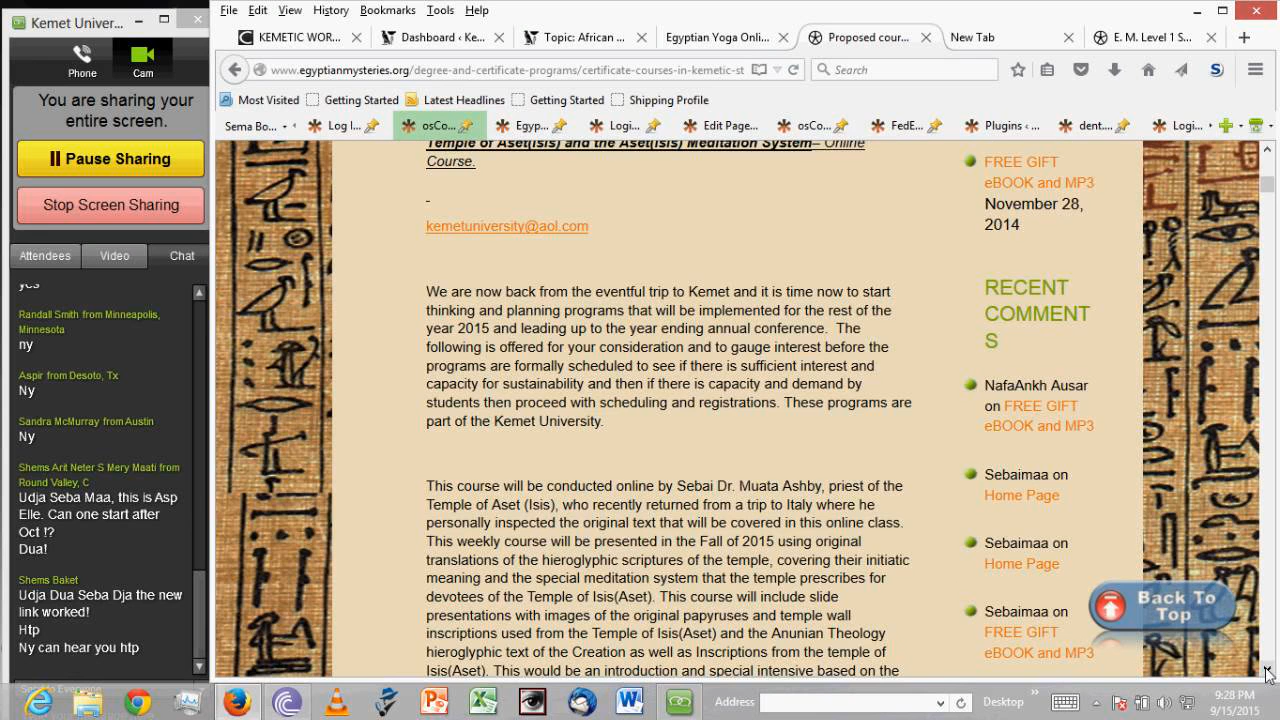 Kemet Univer...
Phone
Cam
You are sharing your
entire screen.
Pause Sharing
Stop Screen Sharing
Attendees
Video
Chat
yes
Randall Smith from Minneapolis,
Minnesota
ny
Aspir from Desoto, Tx
Ny
Sandra McMurray from Austin
Ny
Shems Arit Neter S Mery Maati from
Round Valley, C
Udja Seba Maa, this is Asp
Elle. Can one start after
Oct !?
Dua!
Shems Baket
Udja Dua Seba Dja the new
link worked!
Htp
Ny can hear you htp
File Edit View History Bookmarks Tools Help
KEMETIC WOR...
Dashboard ‹ Ke...
Topic: African ...
Egyptian Yoga Onli...
Proposed cour...
New Tab
E. M. Level 1 S...
www.egyptianmysteries.org/degree-and-certificate-programs/certificate-courses-in-kemetic-st
Search
Most Visited
Getting Started
Latest Headlines
Getting Started
Shipping Profile
Sema Bo...
Log I...
osCo...
Egyp...
Logi...
Edit Page...
osCo...
FedE...
Plugins ‹ ...
dent...
Logi...
Temple of Aset(Isis) and the Aset(Isis) Meditation System– Online
Course.
kemetuniversity@aol.com
We are now back from the eventful trip to Kemet and it is time now to start
thinking and planning programs that will be implemented for the rest of the
year 2015 and leading up to the year ending annual conference.  The
following is offered for your consideration and to gauge interest before the
programs are formally scheduled to see if there is sufficient interest and
capacity for sustainability and then if there is capacity and demand by
students then proceed with scheduling and registrations. These programs are
part of the Kemet University.
This course will be conducted online by Sebai Dr. Muata Ashby, priest of the
Temple of Aset (Isis), who recently returned from a trip to Italy where he
personally inspected the original text that will be covered in this online class.
This weekly course will be presented in the Fall of 2015 using original
translations of the hieroglyphic scriptures of the temple, covering their initiatic
meaning and the special meditation system that the temple prescribes for
devotees of the Temple of Isis(Aset). This course will include slide
presentations with images of the original papyruses and temple wall
inscriptions used from the Temple of Isis(Aset) and the Anunian Theology
hieroglyphic text of the Creation as well as Inscriptions from the temple of
Isis(Aset). This would be an introduction and special intensive based on the
FREE GIFT
eBOOK and MP3
November 28,
2014
RECENT
COMMENT
S
NafaAnkh Ausar
on FREE GIFT
eBOOK and MP3
Sebaimaa on
Home Page
Sebaimaa on
Home Page
Sebaimaa on
FREE GIFT
eBOOK and MP3
Back To
Top
Address
Desktop
9:28 PM
9/15/2015